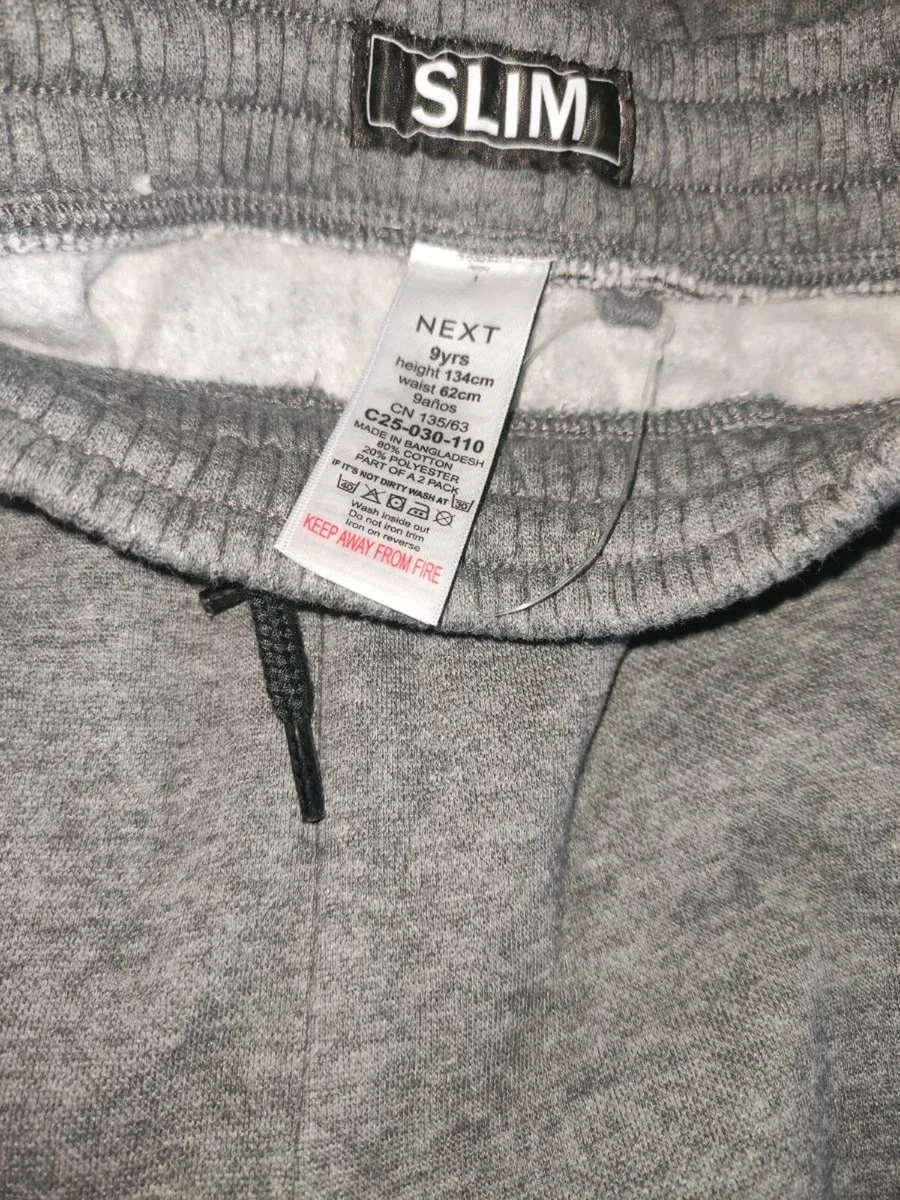 SLIM
NEXT
9yrs
height 134cm
waist 62cm
9años
CN 135/63
C25-030-110
MADE IN BANGLADESH
80% COTTON
20% POLYESTER
PART OF A 2 PACK
IF IT'S NOT DIRTY WASH AT 30
40
Wash inside out
Do not iron trim
Iron on reverse
KEEP AWAY FROM FIRE